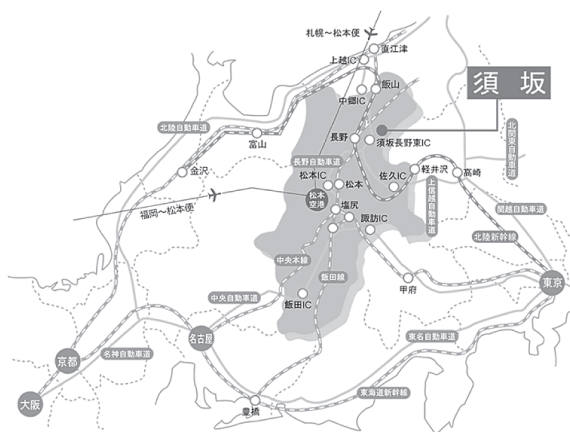 札幌〜松本便
直江津
上越IC
飯山
中郷IC
須 坂
北陸自動車道
富山
長野
須坂長野東IC
北関東自動車道
長野自動車道
金沢
松本IC
松本
佐久IC
軽井沢
高崎
松本
空港
福岡〜松本便
塩尻
諏訪IC
上信越自動車道
関越自動車道
北陸新幹線
中央本線
飯田線
甲府
東京
中央自動車道
飯田IC
名古屋
東名自動車道
京都
名神自動車道
東海道新幹線
大阪
豊橋